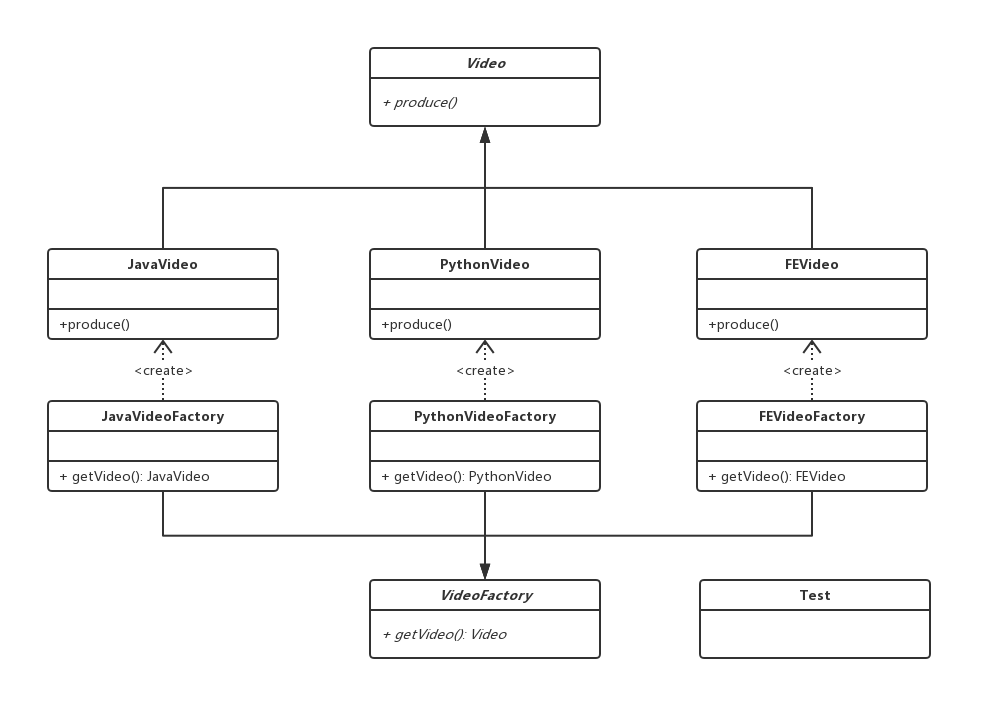 Video
+ produce()
JavaVideo
PythonVideo
FEVideo
+produce()
+produce()
+produce()
<create>
<create>
<create>
JavaVideoFactory
PythonVideoFactory
FEVideoFactory
+ getVideo(): JavaVideo
+ getVideo(): PythonVideo
+ getVideo(): FEVideo
VideoFactory
Test
+ getVideo(): Video